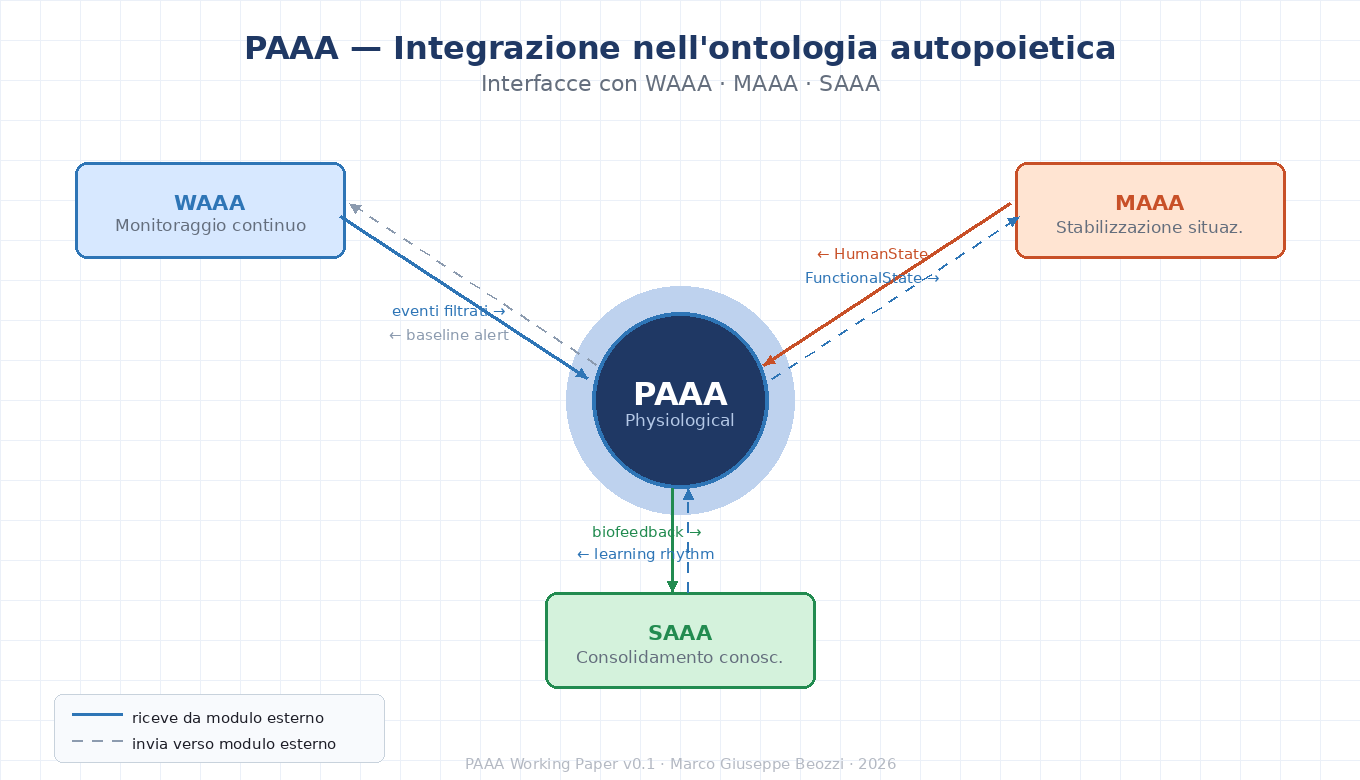 PAAA — Integrazione nell'ontologia autopoietica
Interfacce con WAAA · MAAA · SAAA
WAAA
Monitoraggio continuo
MAAA
Stabilizzazione situaz.
← HumanState
FunctionalState →
eventi filtrati →
← baseline alert
PAAA
Physiological
biofeedback →
← learning rhythm
SAAA
Consolidamento conosc.
riceve da modulo esterno
invia verso modulo esterno
PAAA Working Paper v0.1 · Marco Giuseppe Beozzi · 2026